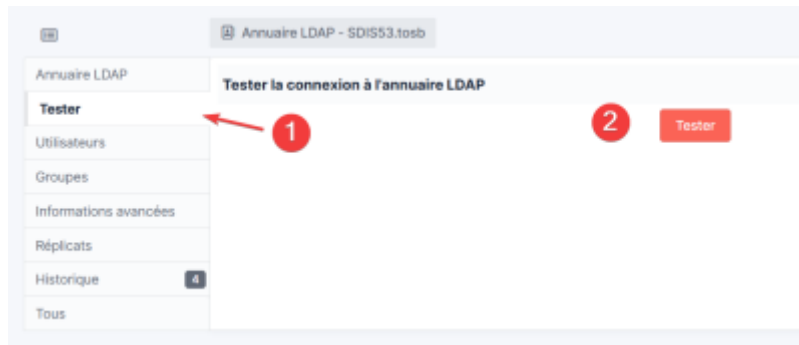 Annuaire LDAP - SDIS53.tosb
Annuaire LDAP
Tester
Utilisateurs
Groupes
Informations avancées
Réplicats
Historique 4
Tous
Tester la connexion à l'annuaire LDAP
1
2
Tester